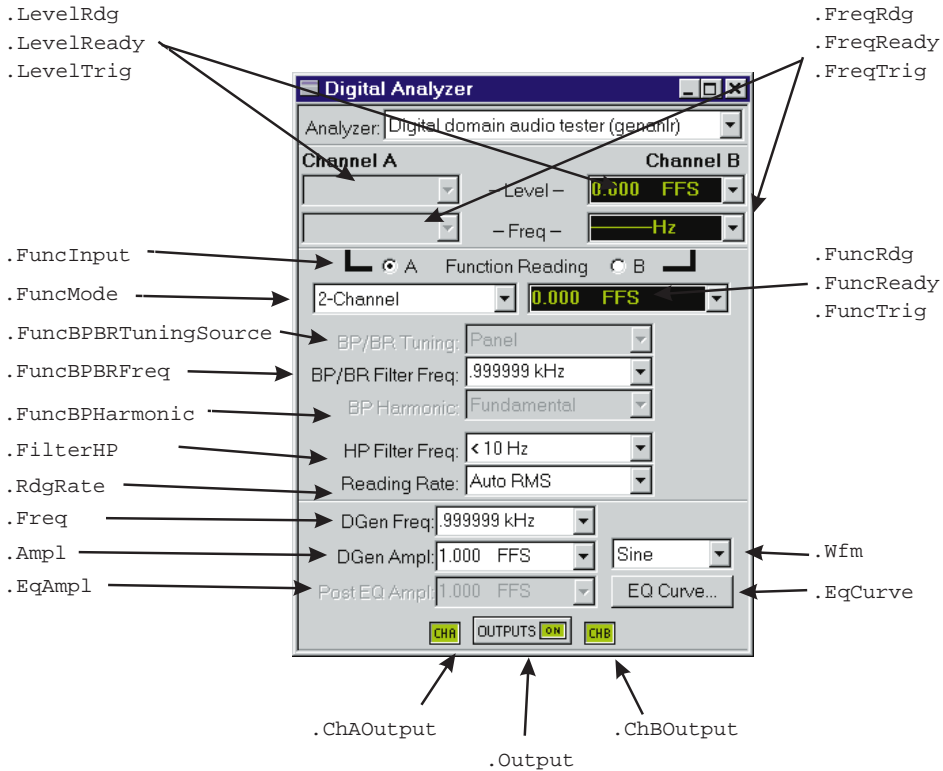 .LevelRdg
.LevelReady
.LevelTrig
.FreqRdg
.FreqReady
.FreqTrig
Digital Analyzer
Analyzer: Digital domain audio tester (genanlr)
Channel A Channel B
– Level – 0.600 FFS
– Freq – Hz
.FuncInput
A Function Reading B
.FuncMode
2-Channel 0.000 FFS
.FuncRdg
.FuncReady
.FuncTrig
.FuncBPBRTuningSource
BP/BR Tuning: Panel
.FuncBPBRFreq
BP/BR Filter Freq: .999999 kHz
.FuncBPHarmonic
BP Harmonic: Fundamental
.FilterHP
HP Filter Freq: < 10 Hz
.RdgRate
Reading Rate: Auto RMS
.Freq
DGen Freq: .999999 kHz
.Ampl
DGen Ampl: 1.000 FFS Sine
.Wfm
.EqAmpl
Post EQ Ampl: 1.000 FFS EQ Curve...
.EqCurve
CHA OUTPUTS ON CHB
.ChAOutput
.ChBOutput
.Output